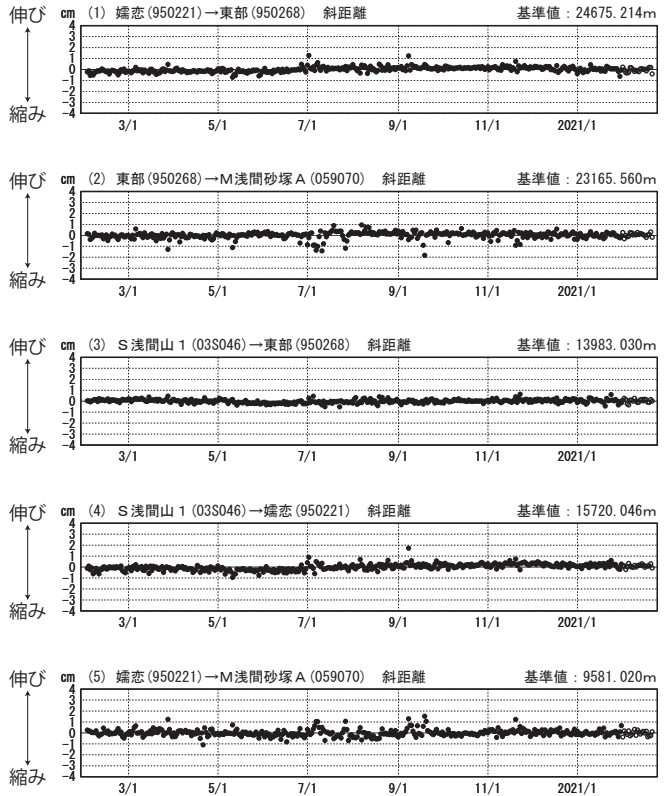 伸び cm (1) 嬬恋(950221)→東部(950268) 斜距離 基準値:24675.214m
4
3
2
1
0
-1
-2
-3
縮み -4
3/1 5/1 7/1 9/1 11/1 2021/1
伸び cm (2) 東部(950268)→M浅間砂塚A(059070) 斜距離 基準値:23165.560m
4
3
2
1
0
-1
-2
-3
縮み -4
3/1 5/1 7/1 9/1 11/1 2021/1
伸び cm (3) S浅間山1(03S046)→東部(950268) 斜距離 基準値:13983.030m
4
3
2
1
0
-1
-2
-3
縮み -4
3/1 5/1 7/1 9/1 11/1 2021/1
伸び cm (4) S浅間山1(03S046)→嬬恋(950221) 斜距離 基準値:15720.046m
4
3
2
1
0
-1
-2
-3
縮み -4
3/1 5/1 7/1 9/1 11/1 2021/1
伸び cm (5) 嬬恋(950221)→M浅間砂塚A(059070) 斜距離 基準値:9581.020m
4
3
2
1
0
-1
-2
-3
縮み -4
3/1 5/1 7/1 9/1 11/1 2021/1